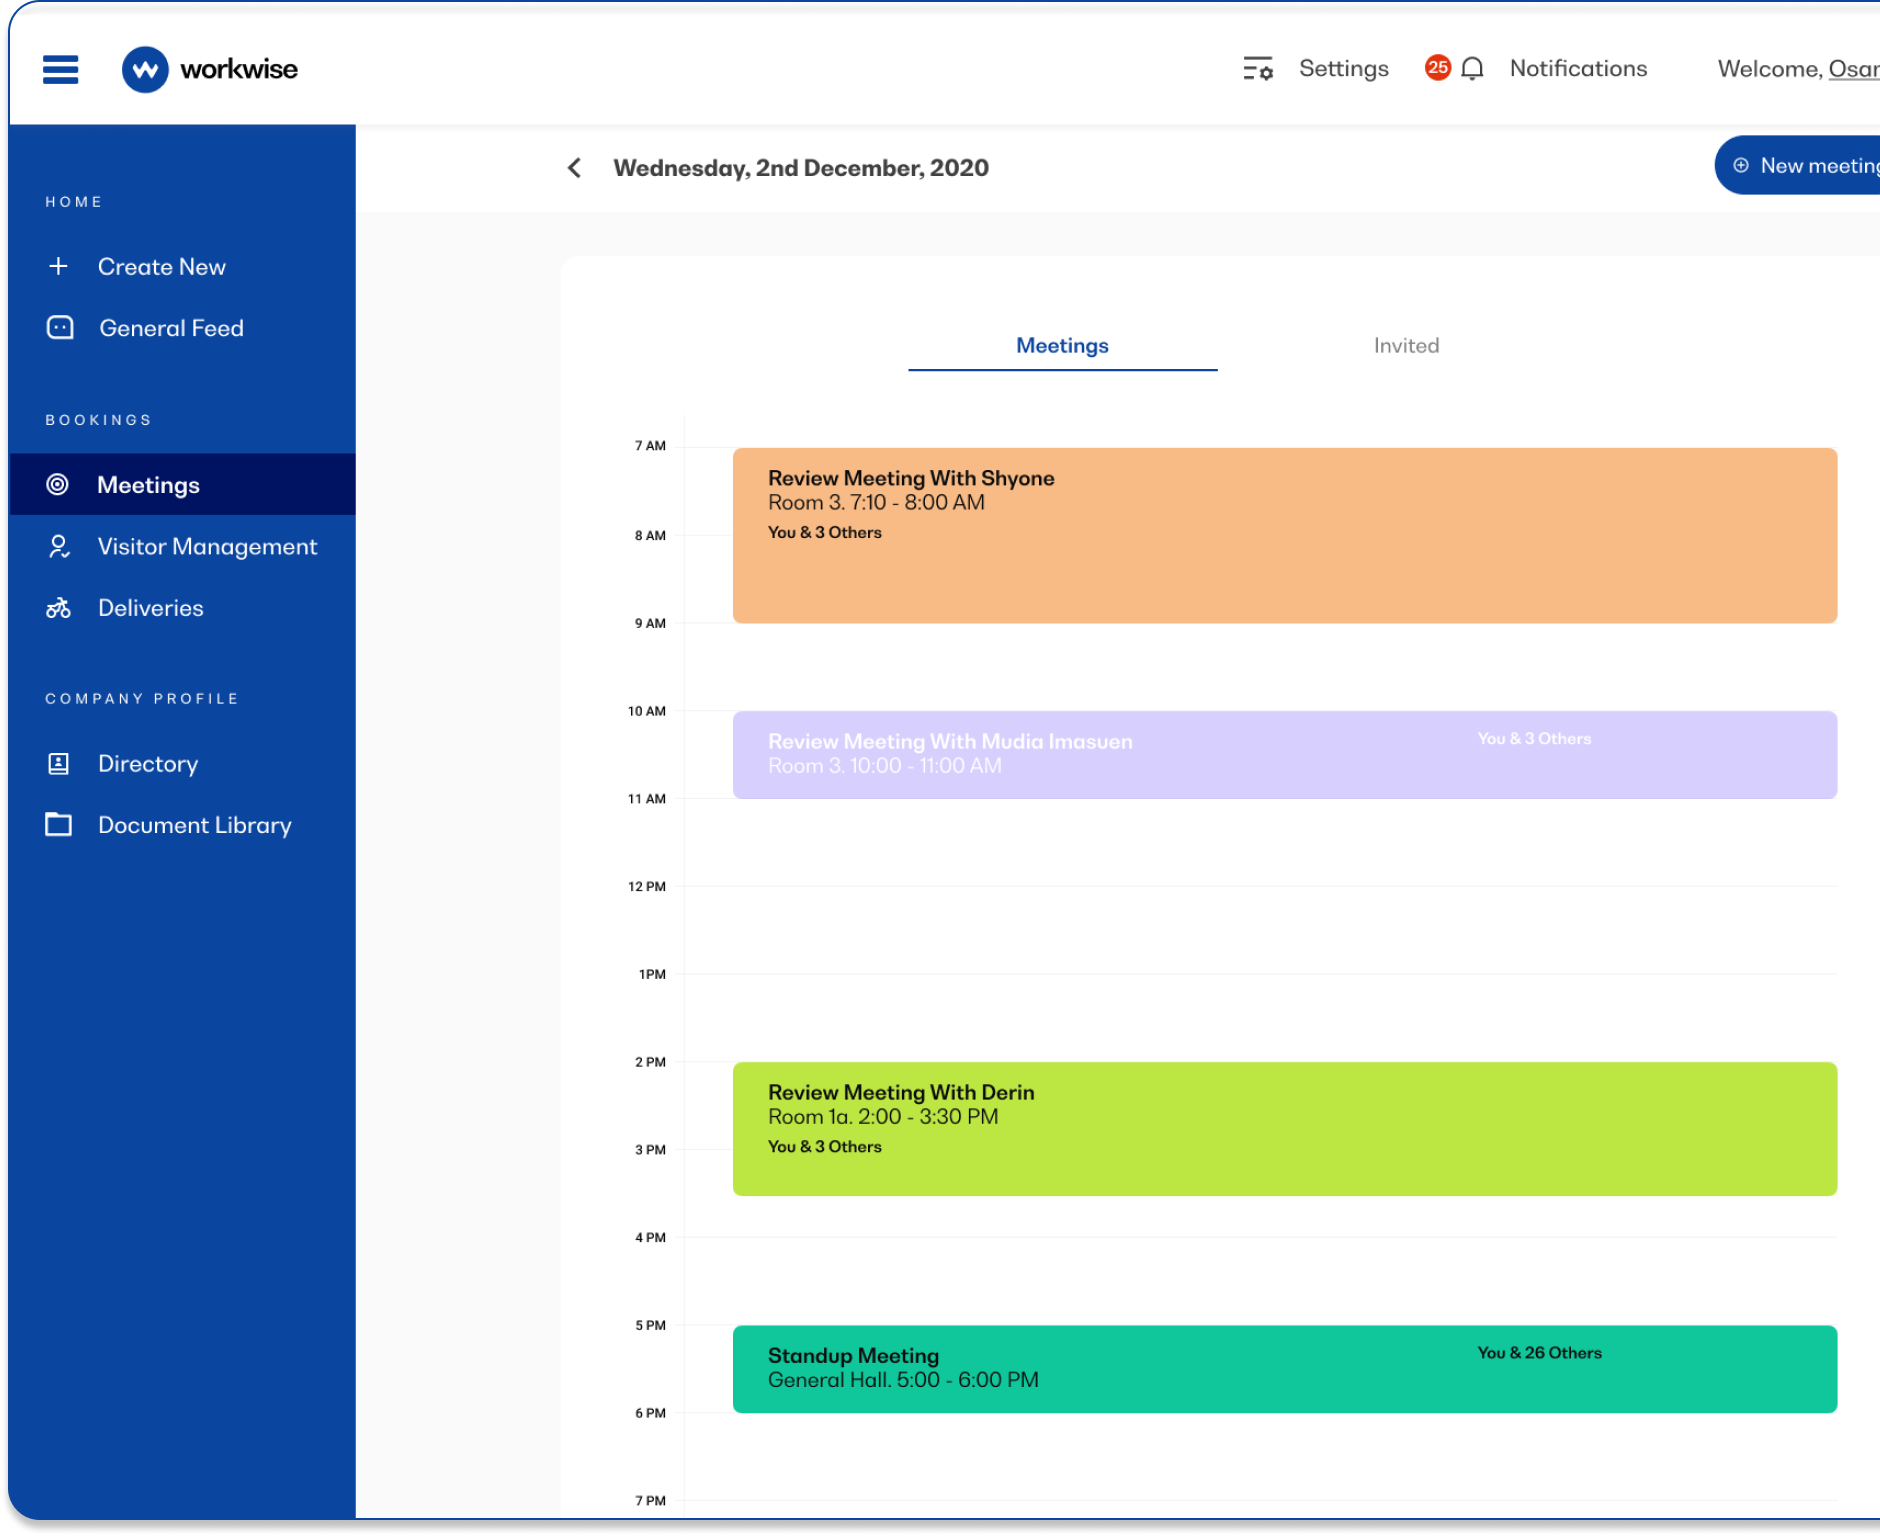 workwise
Settings
25
Notifications
Welcome,
HOME
Create New
General Feed
BOOKINGS
Meetings
Visitor Management
Deliveries
COMPANY PROFILE
Directory
Document Library
Wednesday, 2nd December, 2020
New meeting
Meetings
Invited
7 AM
Review Meeting With Shyone
Room 3. 7:10 - 8:00 AM
You & 3 Others
8 AM
9 AM
10 AM
Review Meeting With Mudia Imasuen
You & 3 Others
Room 3. 10:00 - 11:00 AM
11 AM
12 PM
1PM
2 PM
Review Meeting With Derin
Room 1a. 2:00 - 3:30 PM
You & 3 Others
3 PM
4 PM
5 PM
Standup Meeting
You & 26 Others
General Hall. 5:00 - 6:00 PM
6 PM
7 PM